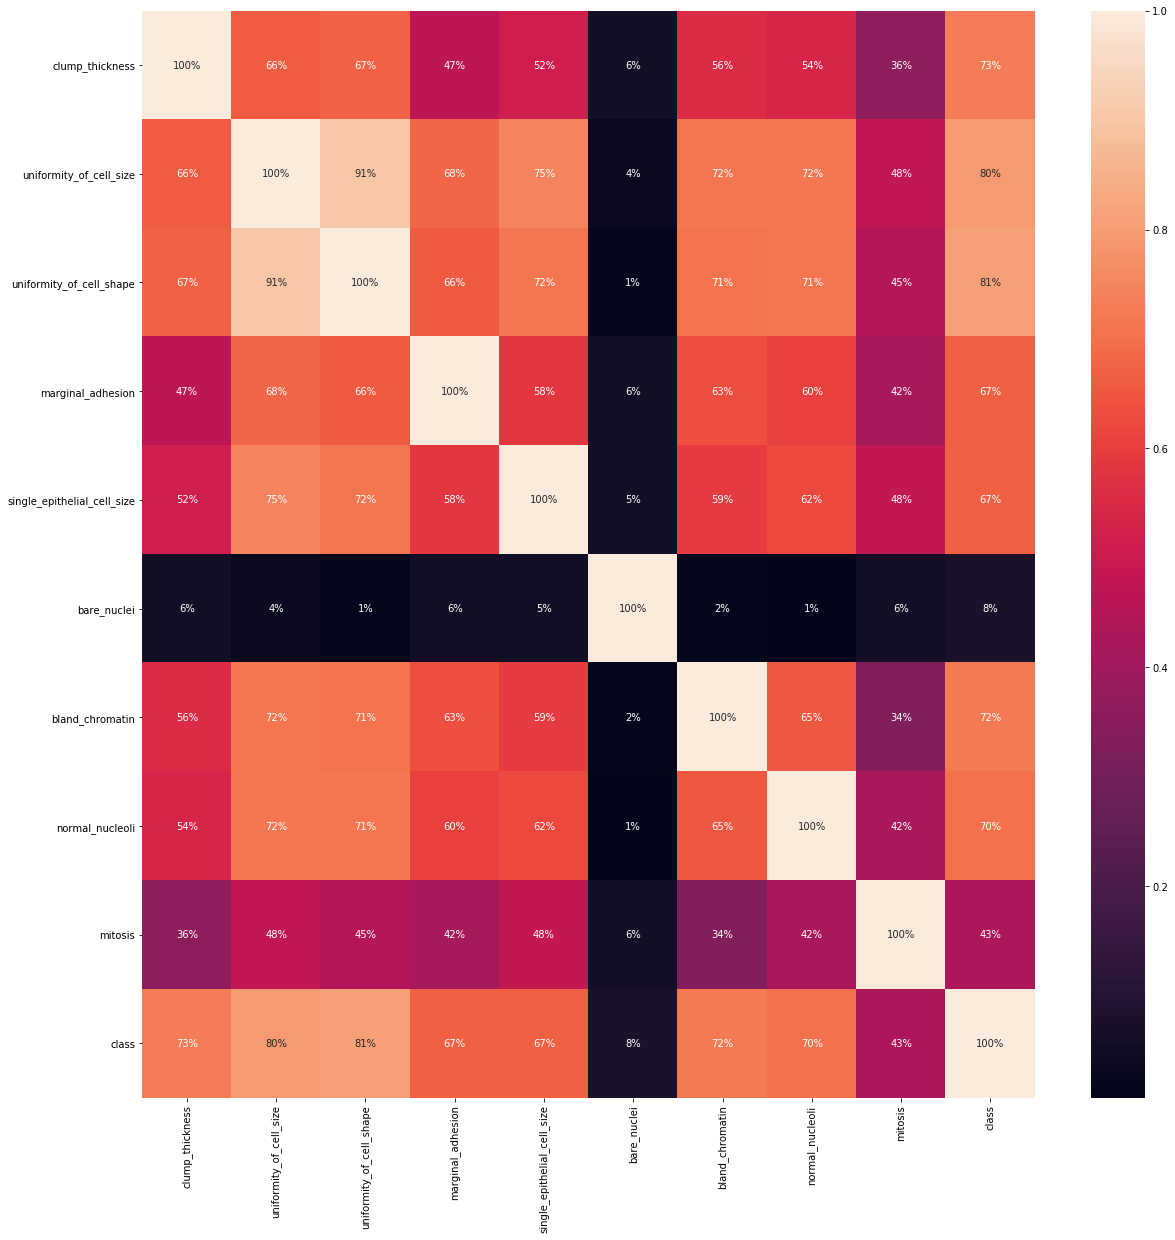 clump_thickness 100% 66% 67% 47% 52% 6% 56% 54% 36% 73%
uniformity_of_cell_size 66% 100% 91% 68% 75% 4% 72% 72% 48% 80%
uniformity_of_cell_shape 67% 91% 100% 66% 72% 1% 71% 71% 45% 81%
marginal_adhesion 47% 68% 66% 100% 58% 6% 63% 60% 42% 67%
single_epithelial_cell_size 52% 75% 72% 58% 100% 5% 59% 62% 48% 67%
bare_nuclei 6% 4% 1% 6% 5% 100% 2% 1% 6% 8%
bland_chromatin 56% 72% 71% 63% 59% 2% 100% 65% 34% 72%
normal_nucleoli 54% 72% 71% 60% 62% 1% 65% 100% 42% 70%
mitosis 36% 48% 45% 42% 48% 6% 34% 42% 100% 43%
class 73% 80% 81% 67% 67% 8% 72% 70% 43% 100%
clump_thickness
uniformity_of_cell_size
uniformity_of_cell_shape
marginal_adhesion
single_epithelial_cell_size
bare_nuclei
bland_chromatin
normal_nucleoli
mitosis
class
1.0
0.8
0.6
0.4
0.2